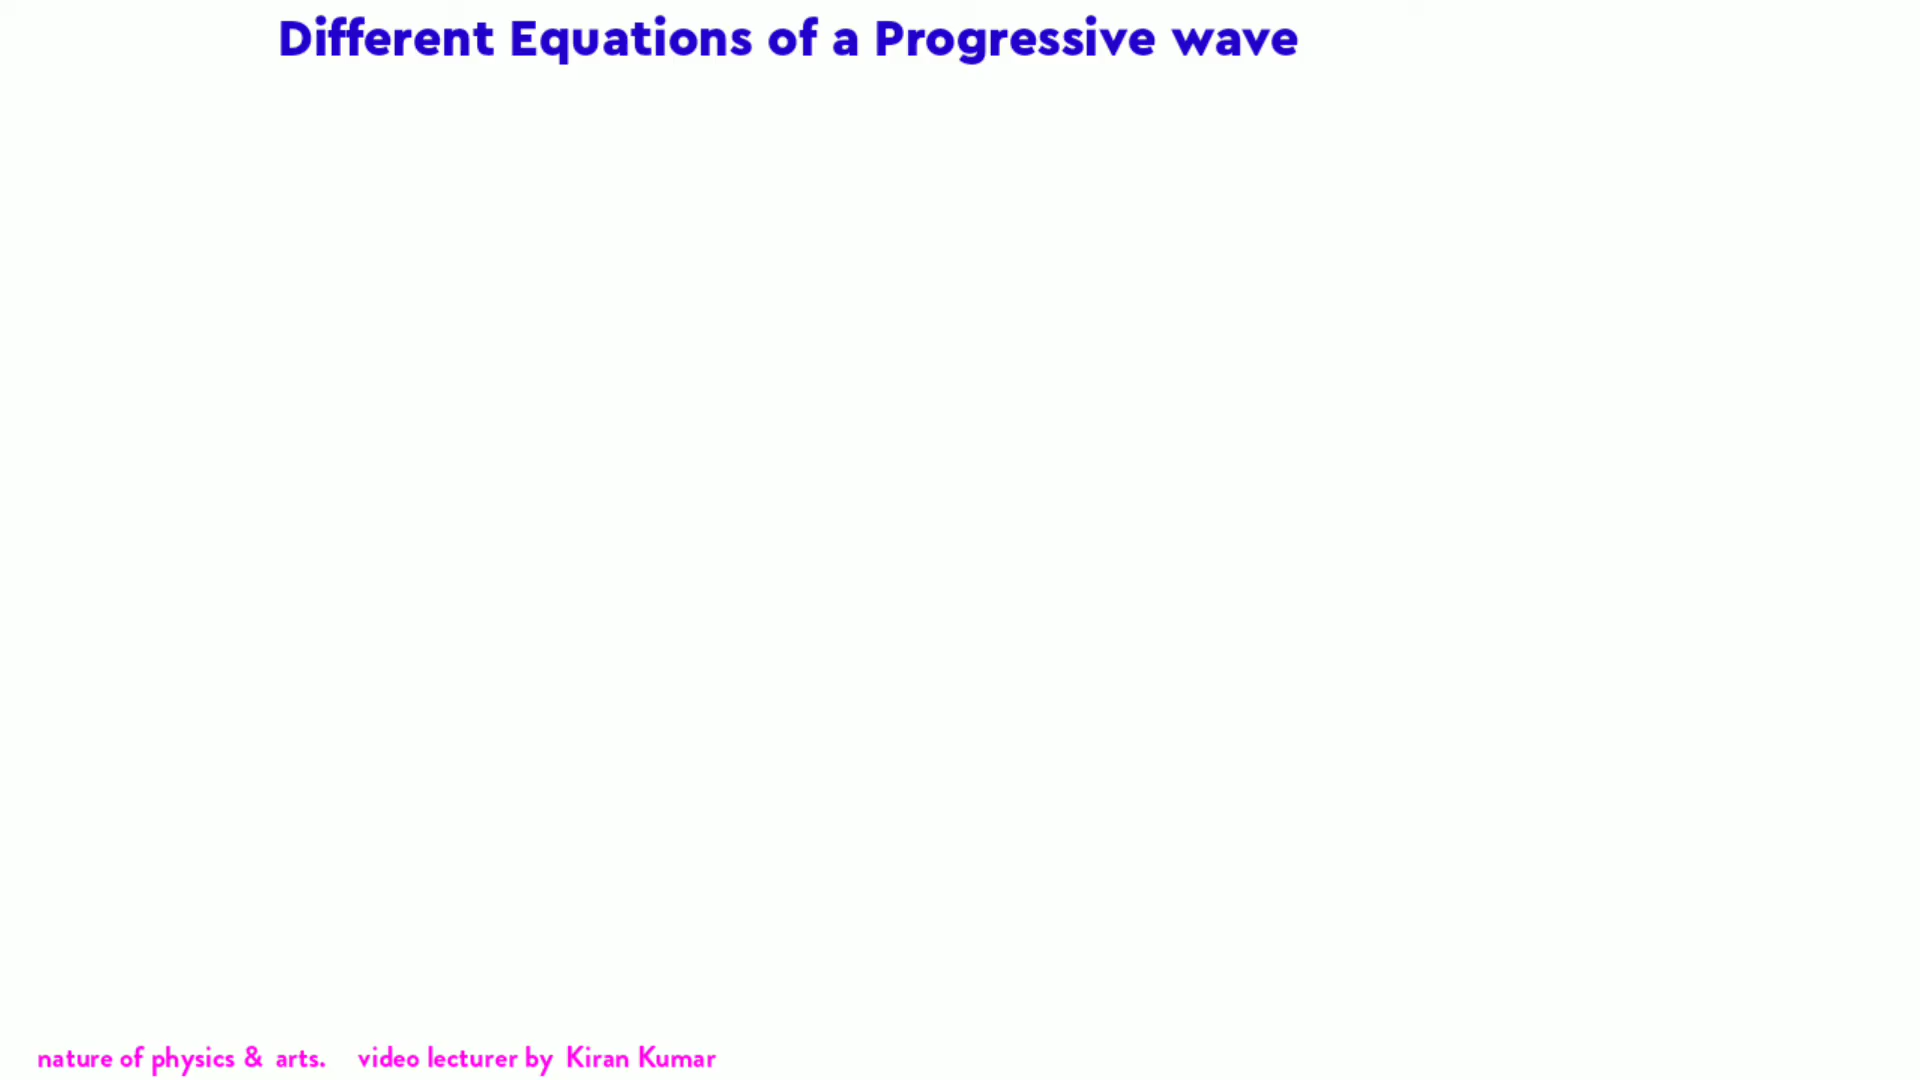 Different Equations of a Progressive wave
nature of physics & arts. video lecturer by Kiran Kumar